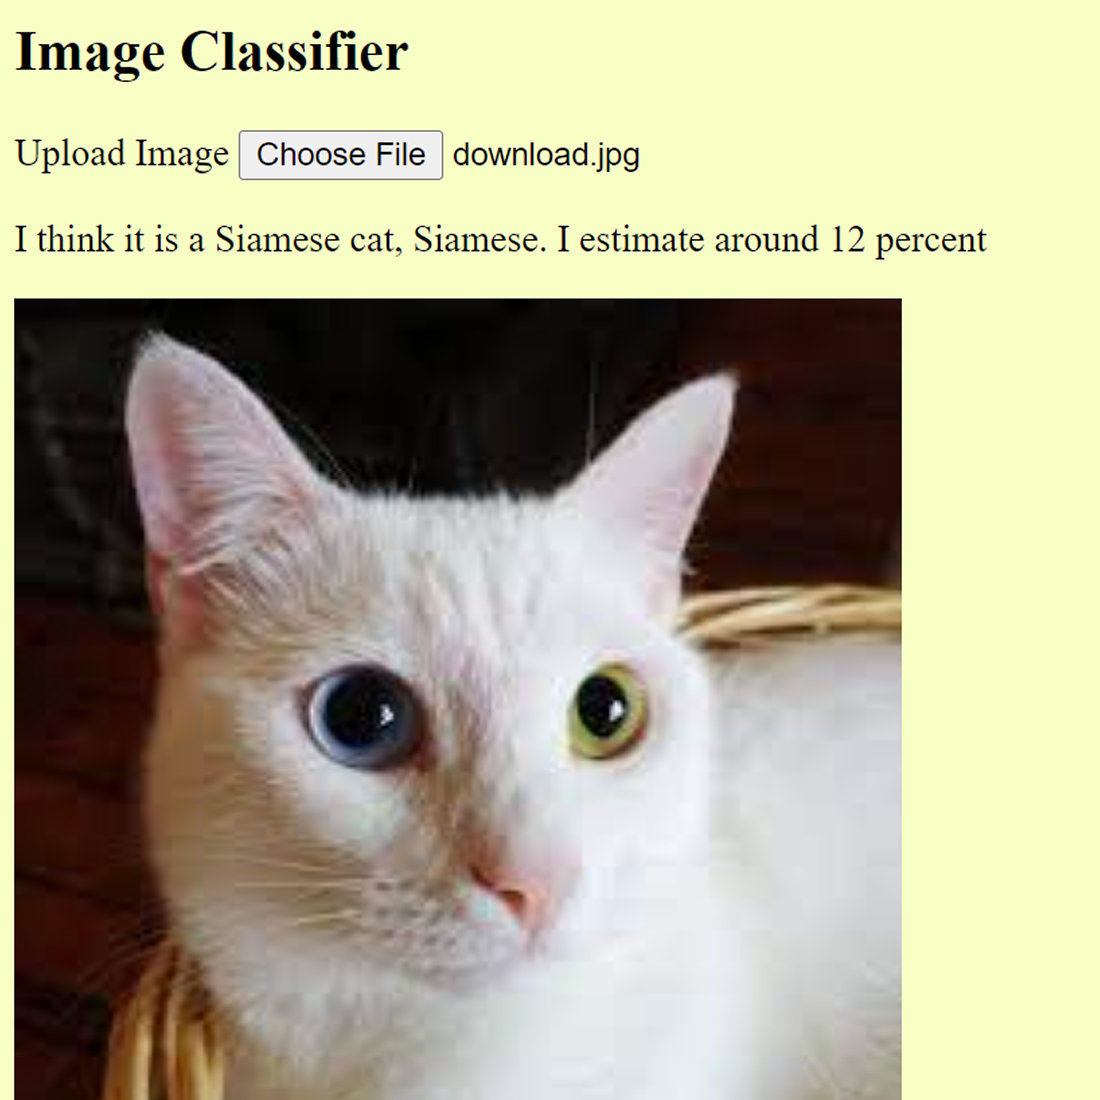 Image Classifier
Upload Image Choose File download.jpg
I think it is a Siamese cat, Siamese. I estimate around 12 percent